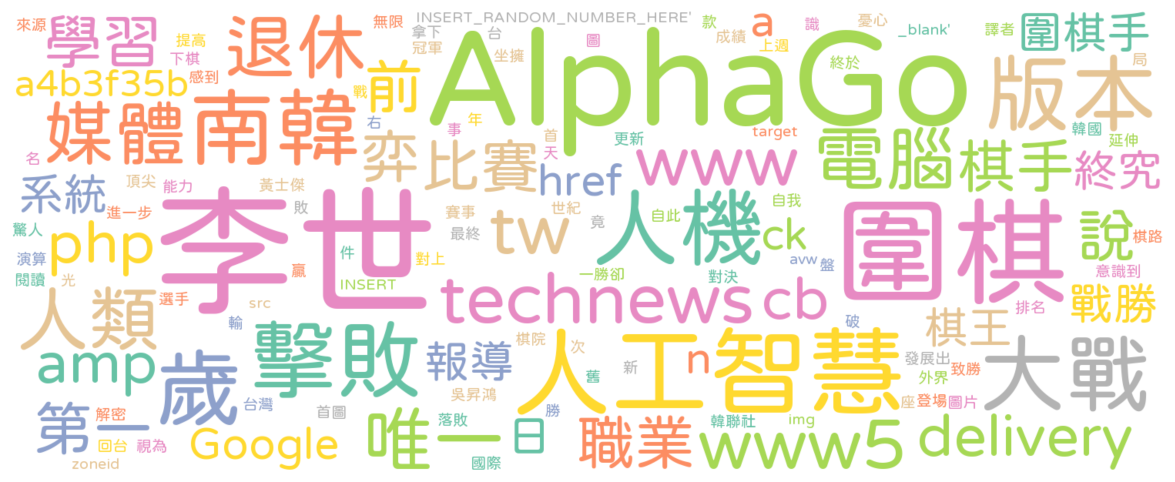 INSERT_RANDOM_NUMBER_HERE'
來源
學習
提高
下棋
退休
無限
拿下
冠軍
台
坐擁
圖
款
成績
a
上週
識
憂心
_blank'
譯者
圍棋手
局
a4b3f35b
感到
前
戰
AlphaGo
終於
版本
媒體
南韓
右
事
年
首
天
更新
target
韓國
延伸
名
弈
比賽
www
電腦
棋手
終究
系統
頂尖
能力
黃士傑
href
進一步
敗
賽事
最終
世紀
竟
自此
自我
驚人
php
李世
tw
人機
ck
圍棋
說
棋路
演算
件
對上
avw
盤
意識到
閱讀
光
贏
INSERT
一勝卻
對決
人類
選手
src
technews
cb
排名
戰勝
輸
棋院
次
破
棋王
amp
歲
擊敗
報導
人工智慧
n
新
舊
發展出
外界
致勝
大戰
第一
解密
台灣
首圖
吳昇鴻
勝
座
登場
圖片
回台
視為
Google
唯一
落敗
日
職業
韓聯社
img
www5
delivery
zoneid
國際